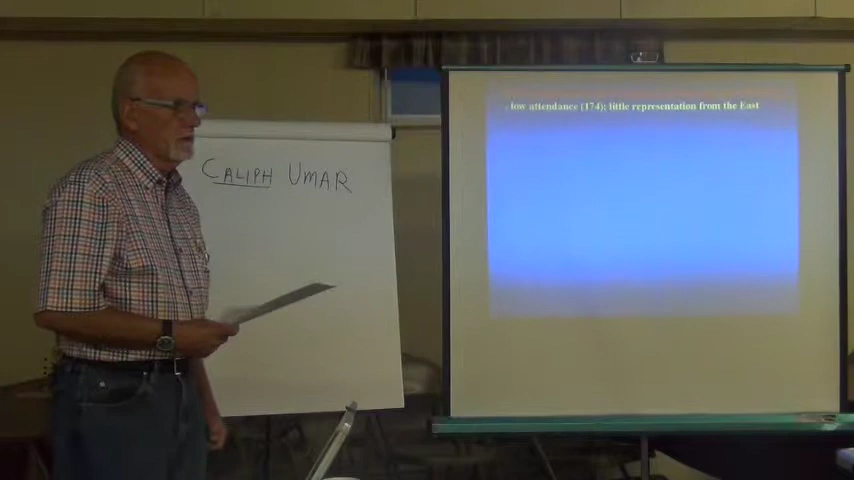 CALIPH UMAR
. low attendance (174); little representation from the East